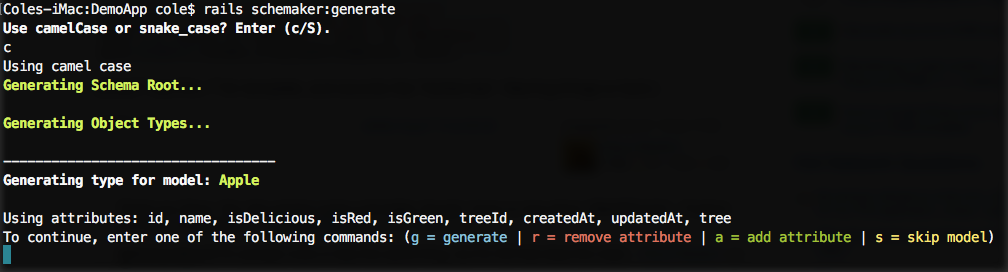 Coles-iMac:DemoApp cole$ rails schemaker:generate
Use camelCase or snake_case? Enter (c/S).
c
Using camel case
Generating Schema Root...
Generating Object Types...
----------------------------------
Generating type for model: Apple
Using attributes: id, name, isDelicious, isRed, isGreen, treeId, createdAt, updatedAt, tree
To continue, enter one of the following commands: (g = generate | r = remove attribute | a = add attribute | s = skip model)